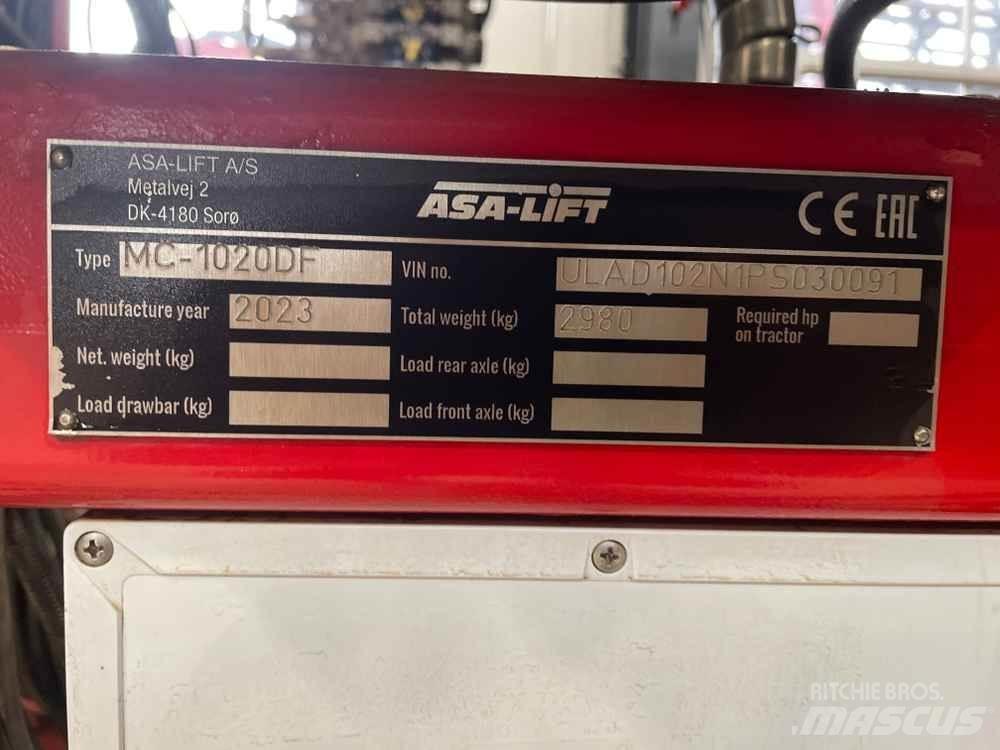 ASA-LIFT A/S
Metalvej 2
DK-4180 Sorø
ASA-LiFT
CE EAC
Type MC-1020DF
VIN no. ULAD102N1PS030091
Manufacture year 2023
Total weight (kg) 2980
Required hp
on tractor
Net. weight (kg)
Load rear axle (kg)
Load drawbar (kg)
Load front axle (kg)
RITCHIE BROS.
MASCUS